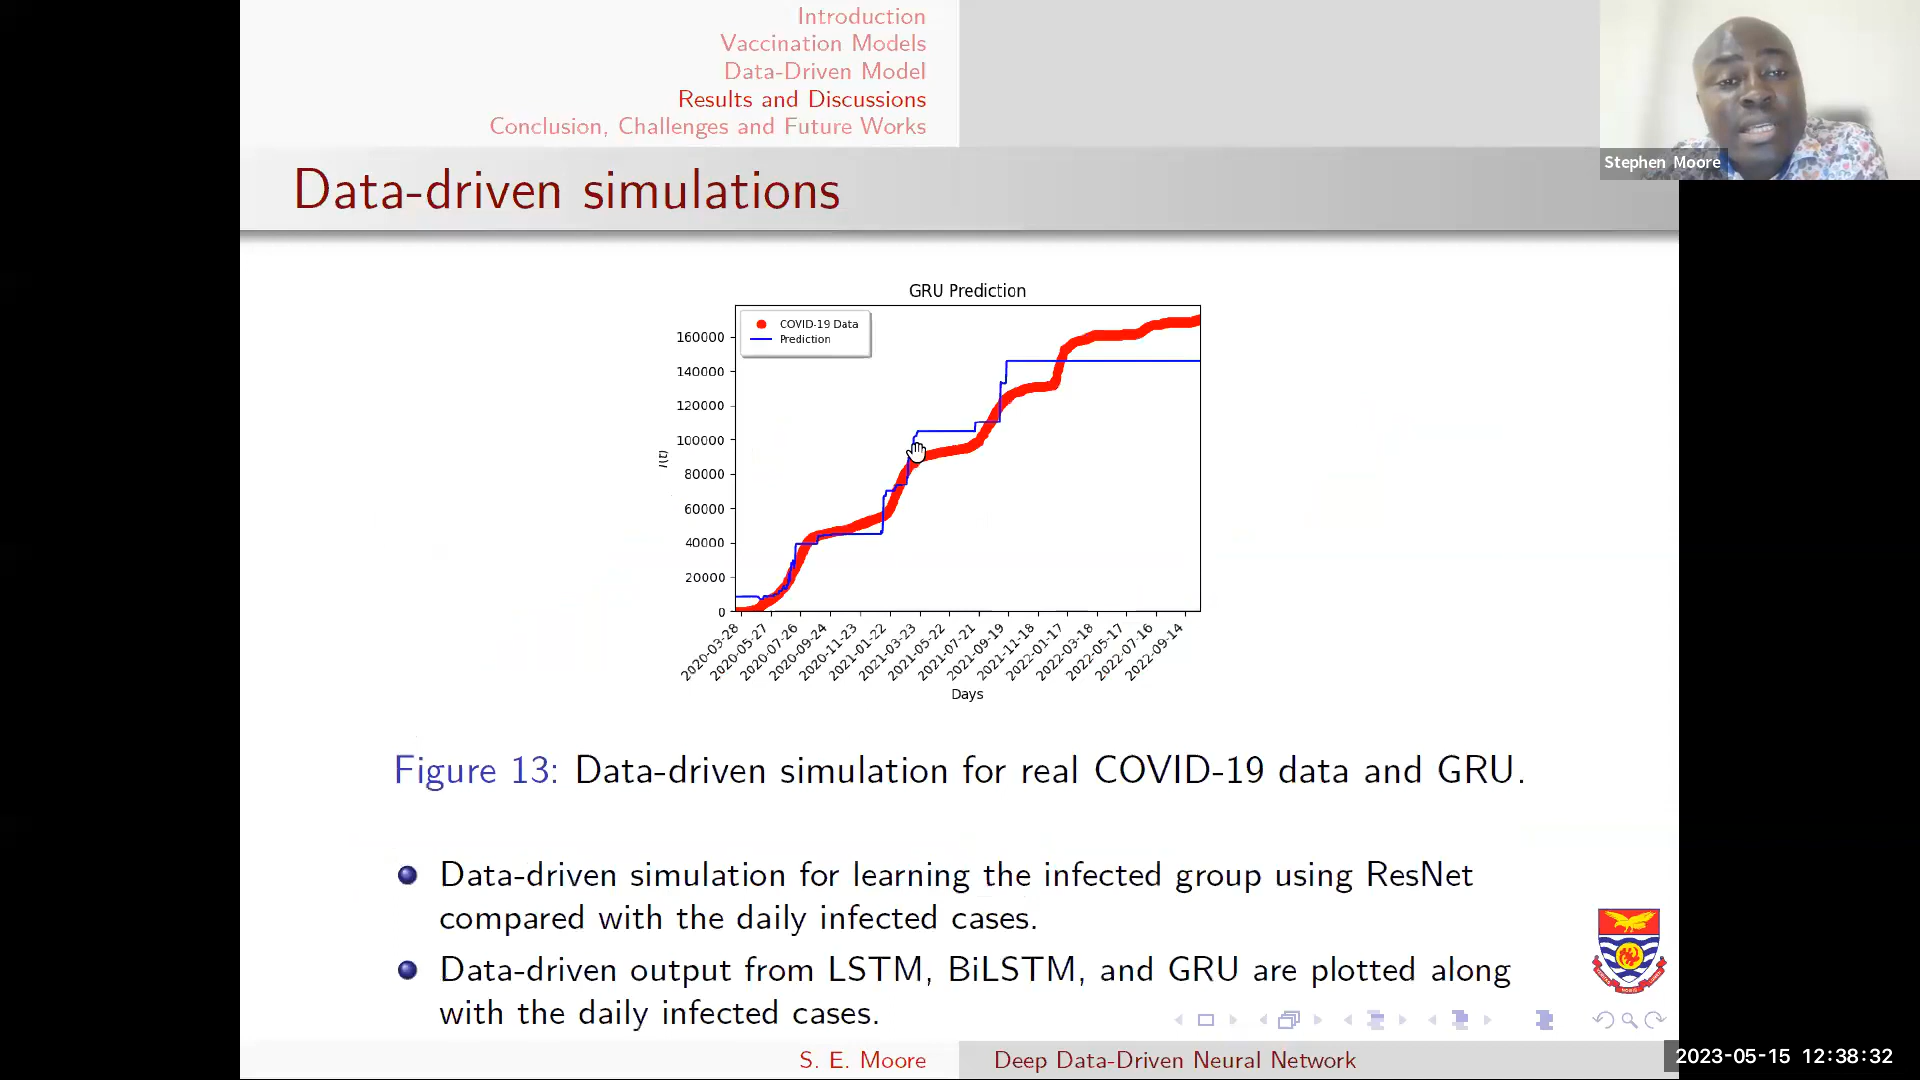 Introduction
Vaccination Models
Data-Driven Model
Results and Discussions
Conclusion, Challenges and Future Works
Stephen Moore
Data-driven simulations
GRU Prediction
COVID-19 Data
Prediction
160000
140000
120000
100000
80000
60000
40000
20000
0
I(t)
2020-03-28
2020-05-27
2020-07-26
2020-09-24
2020-11-23
2021-01-22
2021-03-23
2021-05-22
2021-07-21
2021-09-19
2021-11-18
2022-01-17
2022-03-18
2022-05-17
2022-07-16
2022-09-14
Days
Figure 13: Data-driven simulation for real COVID-19 data and GRU.
Data-driven simulation for learning the infected group using ResNet
compared with the daily infected cases.
Data-driven output from LSTM, BiLSTM, and GRU are plotted along
with the daily infected cases.
S. E. Moore
Deep Data-Driven Neural Network
2023-05-15 12:38:32